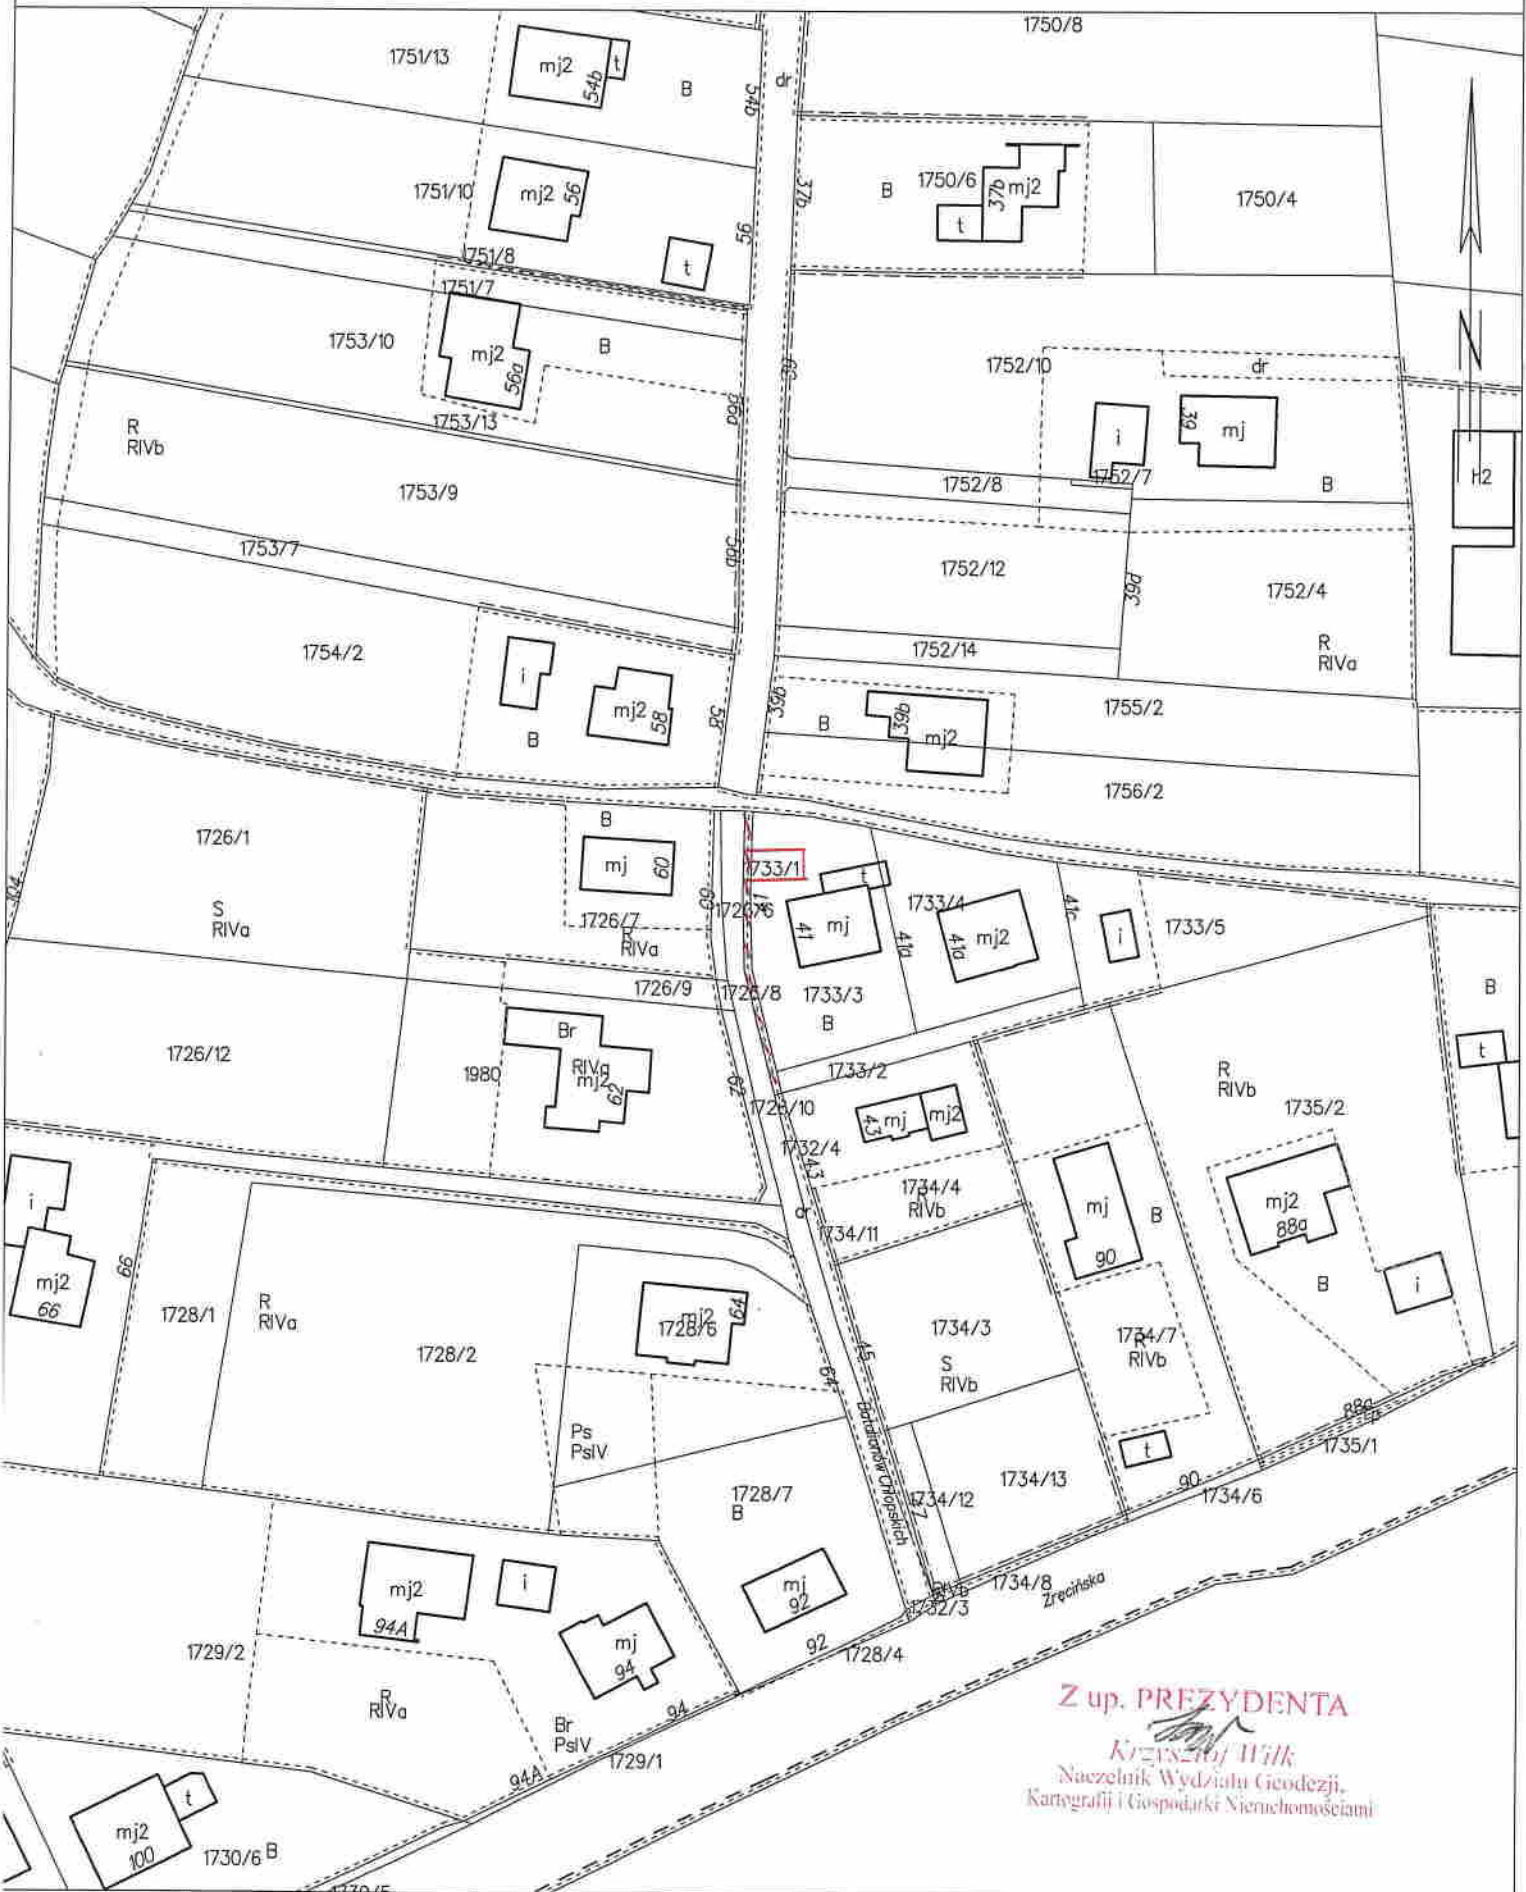 1750/8
1751/13
mj2
54b
t
B
54b
dr
1751/10
mj2
56
56
t
37b
B
1750/6
37b
mj2
t
1750/4
1751/8
1751/7
1753/10
mj2
56a
B
56a
1753/13
39
1752/10
dr
i
39
mj
B
N
H2
R
RIVb
1753/9
1752/8
1752/7
1753/7
56b
1752/12
39d
1752/4
R
RIVa
1754/2
i
mj2
58
58
B
1752/14
39c
B
39b
mj2
1755/2
1756/2
1726/1
B
mj
60
60
1733/1
t
41
41
mj
1733/4
41a
41a
mj2
41c
i
1733/5
104
S
RIVa
1726/7
R
RIVa
1726/6
1726/9
1726/8
1733/3
B
B
1726/12
Br
RIVa
mj2
62
1980
62
1726/10
1733/2
43
mj
mj2
1732/4
43
R
RIVb
1735/2
t
i
mj2
66
66
1728/1
R
RIVa
1728/2
dr
1734/4
R
RIVb
1734/11
mj
90
B
mj2
88a
B
i
mj2
64
1728/6
64
45
1734/3
S
RIVb
1734/7
R
RIVb
Ps
PsIV
Batalionów Chłopskich
88a
1735/1
t
1728/7
B
47
1734/12
1734/13
90
1734/6
mj2
94A
i
mj
94
mj
92
92
1728/4
1732/3
1734/8
Zręcińska
1729/2
R
RIVa
94
Br
PsIV
1729/1
94A
mj2
100
t
1730/6
B
1730/5
Z up. PREZYDENTA
Krzysztof Wilk
Naczelnik Wydziału Geodezji,
Kartografii i Gospodarki Nieruchomościami